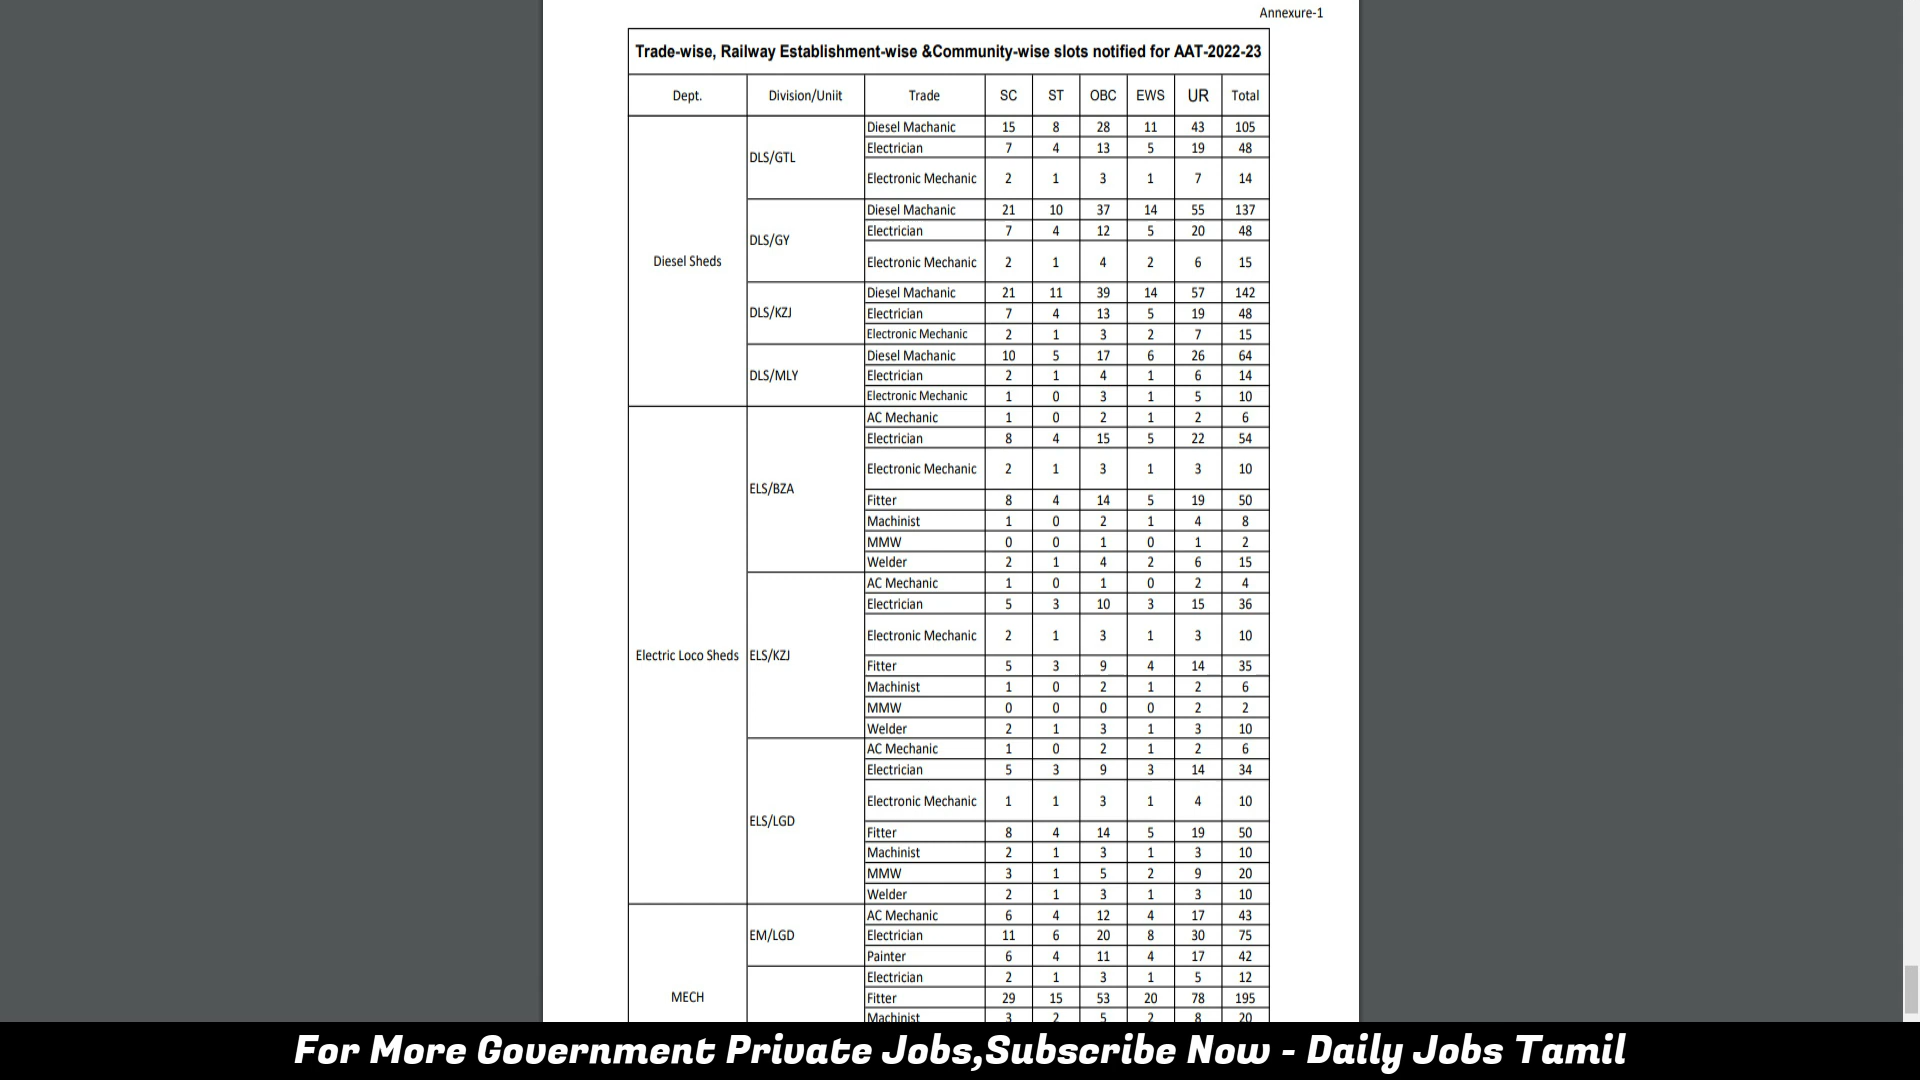 Annexure-1
Trade-wise, Railway Establishment-wise &Community-wise slots notified for AAT-2022-23
Dept. Division/Uniit Trade SC ST OBC EWS UR Total
Diesel Sheds DLS/GTL Diesel Machanic 15 8 28 11 43 105
Electrician 7 4 13 5 19 48
Electronic Mechanic 2 1 3 1 7 14
DLS/GY Diesel Machanic 21 10 37 14 55 137
Electrician 7 4 12 5 20 48
Electronic Mechanic 2 1 4 2 6 15
DLS/KZJ Diesel Machanic 21 11 39 14 57 142
Electrician 7 4 13 5 19 48
Electronic Mechanic 2 1 3 2 7 15
DLS/MLY Diesel Machanic 10 5 17 6 26 64
Electrician 2 1 4 1 6 14
Electronic Mechanic 1 0 3 1 5 10
Electric Loco Sheds ELS/BZA AC Mechanic 1 0 2 1 2 6
Electrician 8 4 15 5 22 54
Electronic Mechanic 2 1 3 1 3 10
Fitter 8 4 14 5 19 50
Machinist 1 0 2 1 4 8
MMW 0 0 1 0 1 2
Welder 2 1 4 2 6 15
ELS/KZJ AC Mechanic 1 0 1 0 2 4
Electrician 5 3 10 3 15 36
Electronic Mechanic 2 1 3 1 3 10
Fitter 5 3 9 4 14 35
Machinist 1 0 2 1 2 6
MMW 0 0 0 0 2 2
Welder 2 1 3 1 3 10
ELS/LGD AC Mechanic 1 0 2 1 2 6
Electrician 5 3 9 3 14 34
Electronic Mechanic 1 1 3 1 4 10
Fitter 8 4 14 5 19 50
Machinist 2 1 3 1 3 10
MMW 3 1 5 2 9 20
Welder 2 1 3 1 3 10
MECH EM/LGD AC Mechanic 6 4 12 4 17 43
Electrician 11 6 20 8 30 75
Painter 6 4 11 4 17 42
Electrician 2 1 3 1 5 12
Fitter 29 15 53 20 78 195
Machinist 3 2 5 2 8 20
For More Government Private Jobs,Subscribe Now - Daily Jobs Tamil